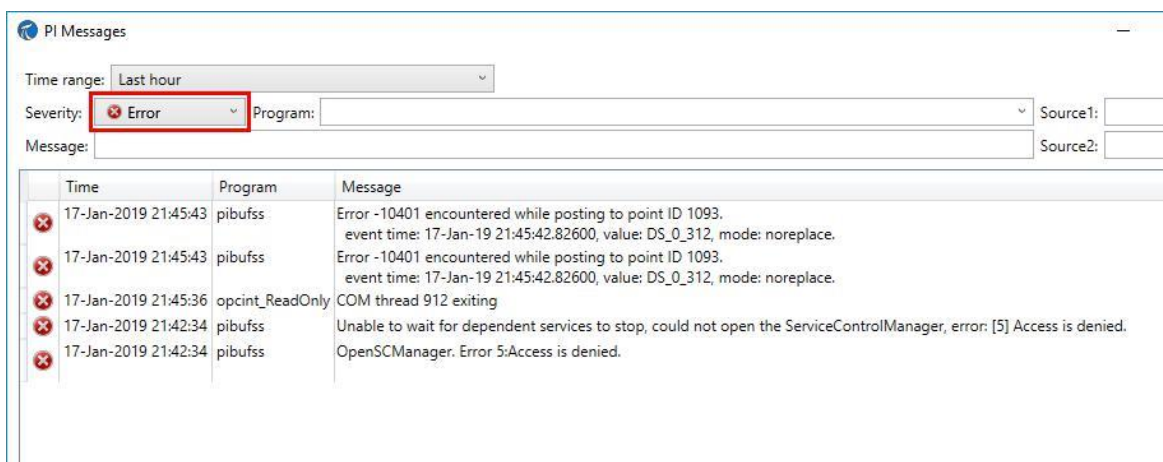 PI Messages
Time range: Last hour
Severity: Error Program: Source1:
Message: Source2:
Time Program Message
17-Jan-2019 21:45:43 pibufss Error -10401 encountered while posting to point ID 1093.
event time: 17-Jan-19 21:45:42.82600, value: DS_0_312, mode: noreplace.
17-Jan-2019 21:45:43 pibufss Error -10401 encountered while posting to point ID 1093.
event time: 17-Jan-19 21:45:42.82600, value: DS_0_312, mode: noreplace.
17-Jan-2019 21:45:36 opcint_ReadOnly COM thread 912 exiting
17-Jan-2019 21:42:34 pibufss Unable to wait for dependent services to stop, could not open the ServiceControlManager, error: [5] Access is denied.
17-Jan-2019 21:42:34 pibufss OpenSCManager. Error 5:Access is denied.